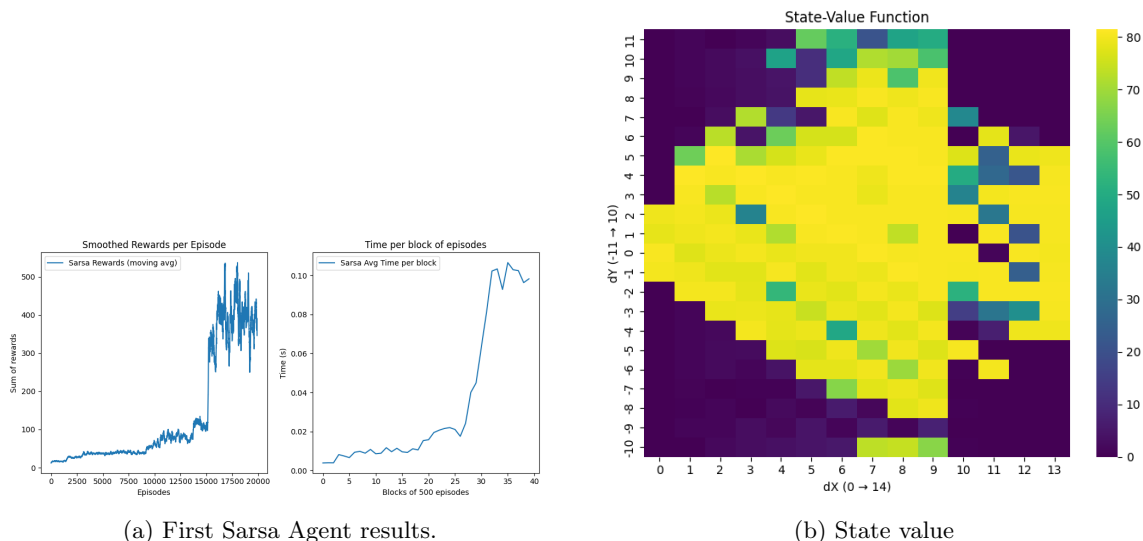 Smoothed Rewards per Episode
Sarsa Rewards (moving avg)
Sum of rewards
500
400
300
200
100
0
0 2500 5000 7500 10000 12500 15000 17500 20000
Episodes
Time per block of episodes
Sarsa Avg Time per block
Time (s)
0.10
0.08
0.06
0.04
0.02
0.00
0 5 10 15 20 25 30 35 40
Blocks of 500 episodes
(a) First Sarsa Agent results.
State-Value Function
dY (-11 → 10)
11
10
9
8
7
6
5
4
3
2
1
0
-1
-2
-3
-4
-5
-6
-7
-8
-9
-10
0 1 2 3 4 5 6 7 8 9 10 11 12 13
dX (0 → 14)
80
70
60
50
40
30
20
10
0
(b) State value